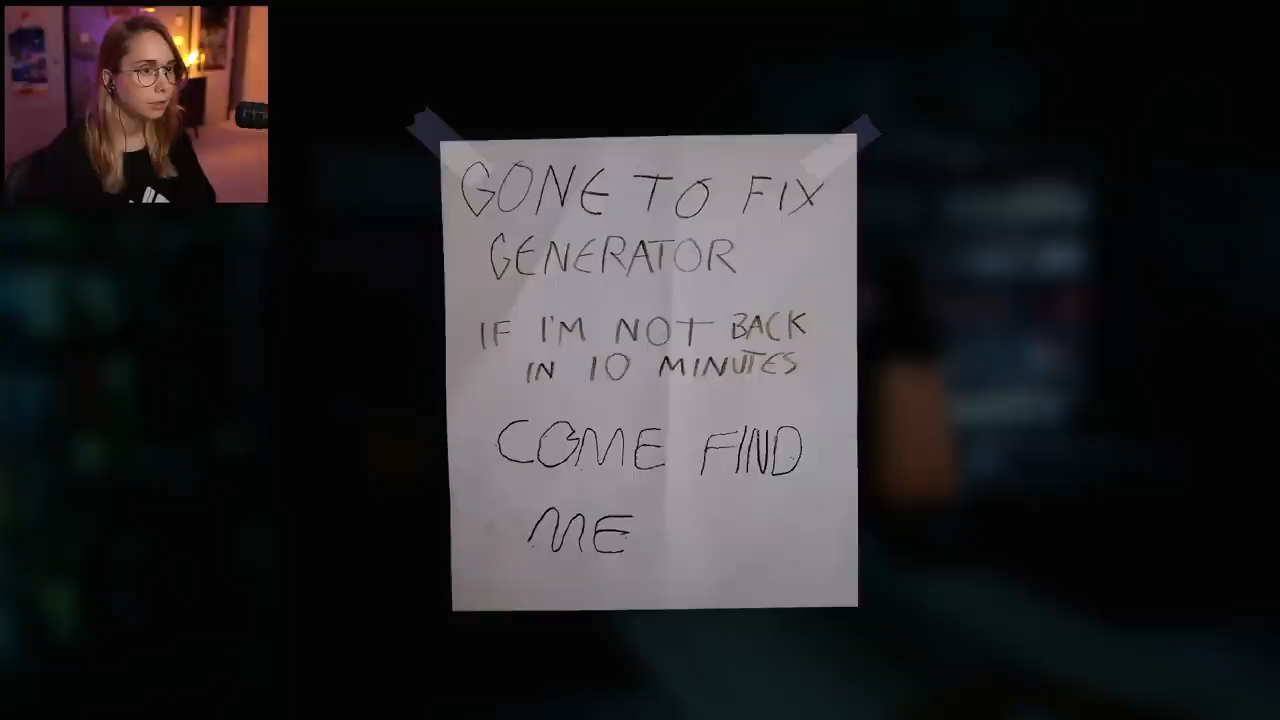 GONE TO FIX
GENERATOR
IF I'M NOT BACK
IN 10 MINUTES
COME FIND
ME